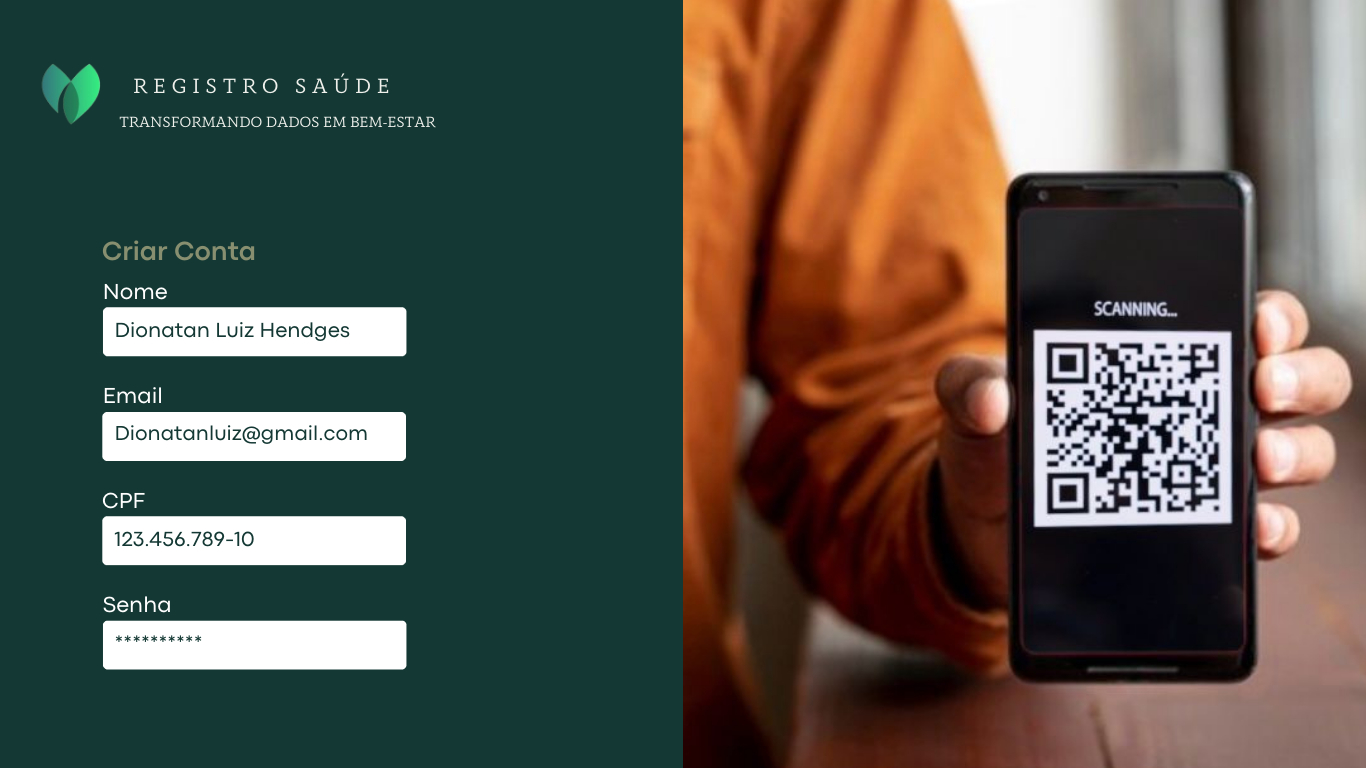 REGISTRO SAÚDE
TRANSFORMANDO DADOS EM BEM-ESTAR
Criar Conta
Nome
Dionatan Luiz Hendges
Email
Dionatanluiz@gmail.com
CPF
123.456.789-10
Senha
**********
SCANNING...